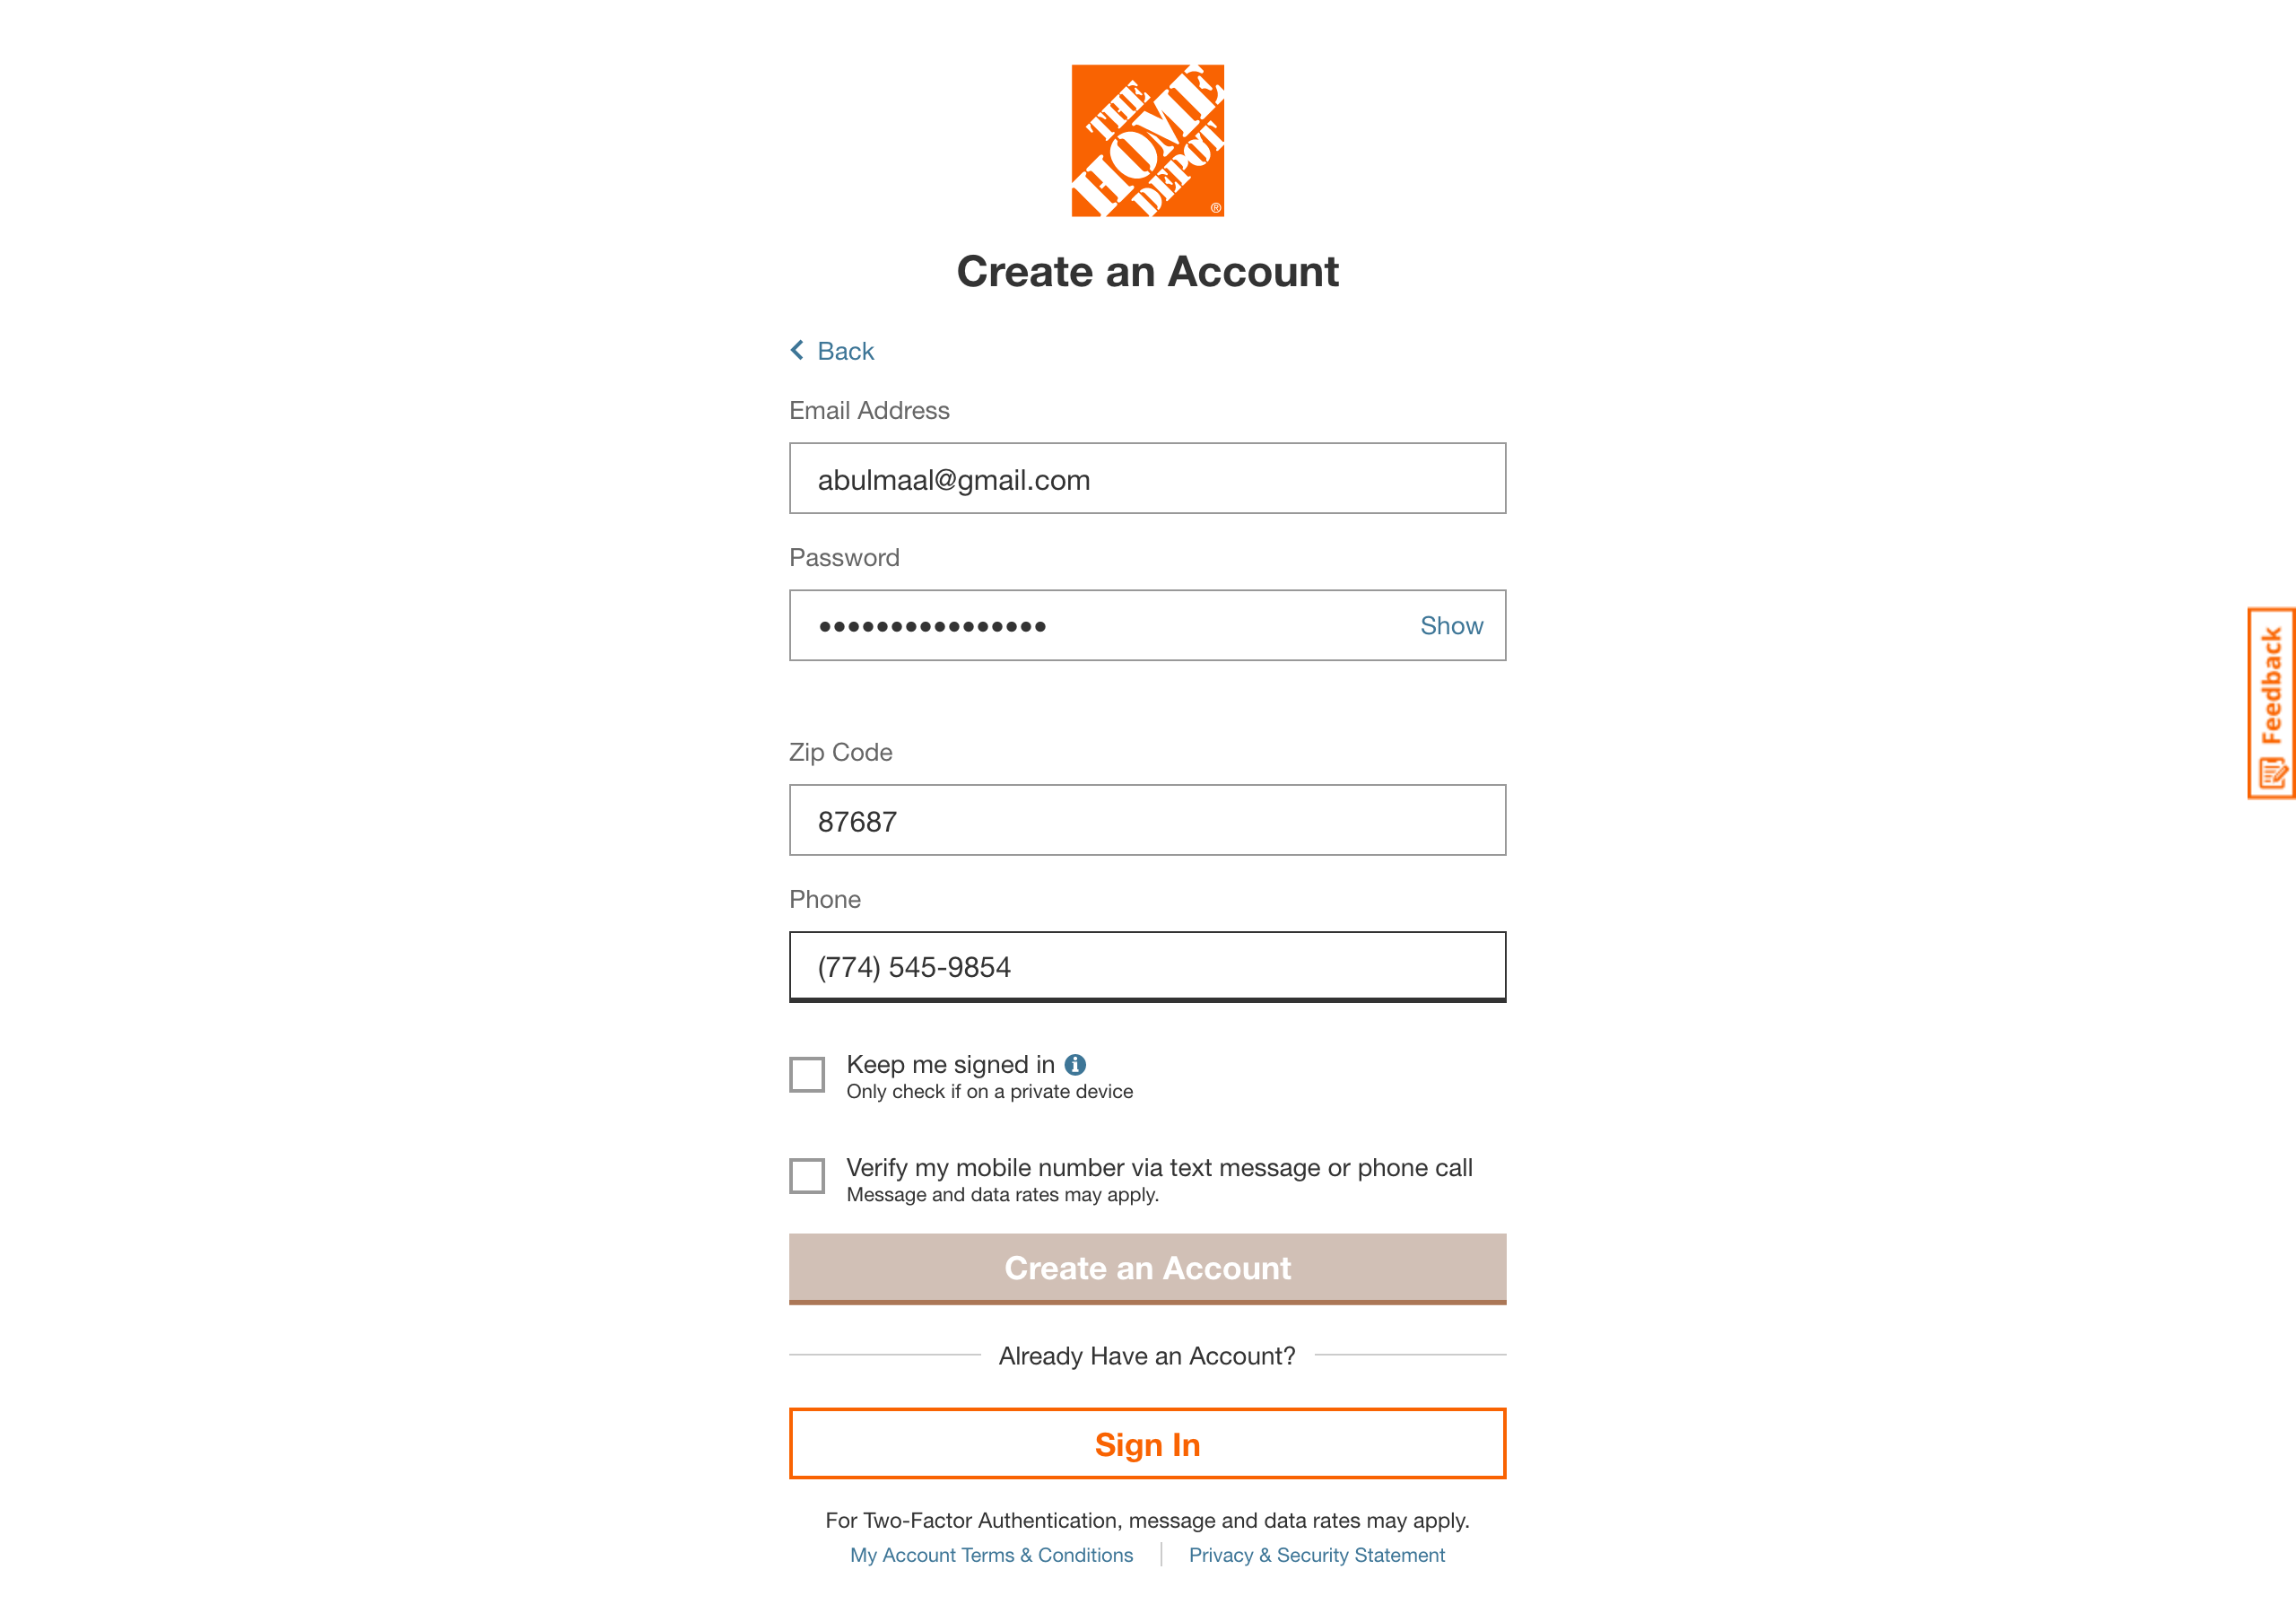 THE
HOME
DEPOT
®
Create an Account
Back
Email Address
abulmaal@gmail.com
Password
••••••••••••••••
Show
Zip Code
87687
Phone
(774) 545-9854
Keep me signed in
Only check if on a private device
Verify my mobile number via text message or phone call
Message and data rates may apply.
Create an Account
Already Have an Account?
Sign In
For Two-Factor Authentication, message and data rates may apply.
My Account Terms & Conditions | Privacy & Security Statement
Feedback